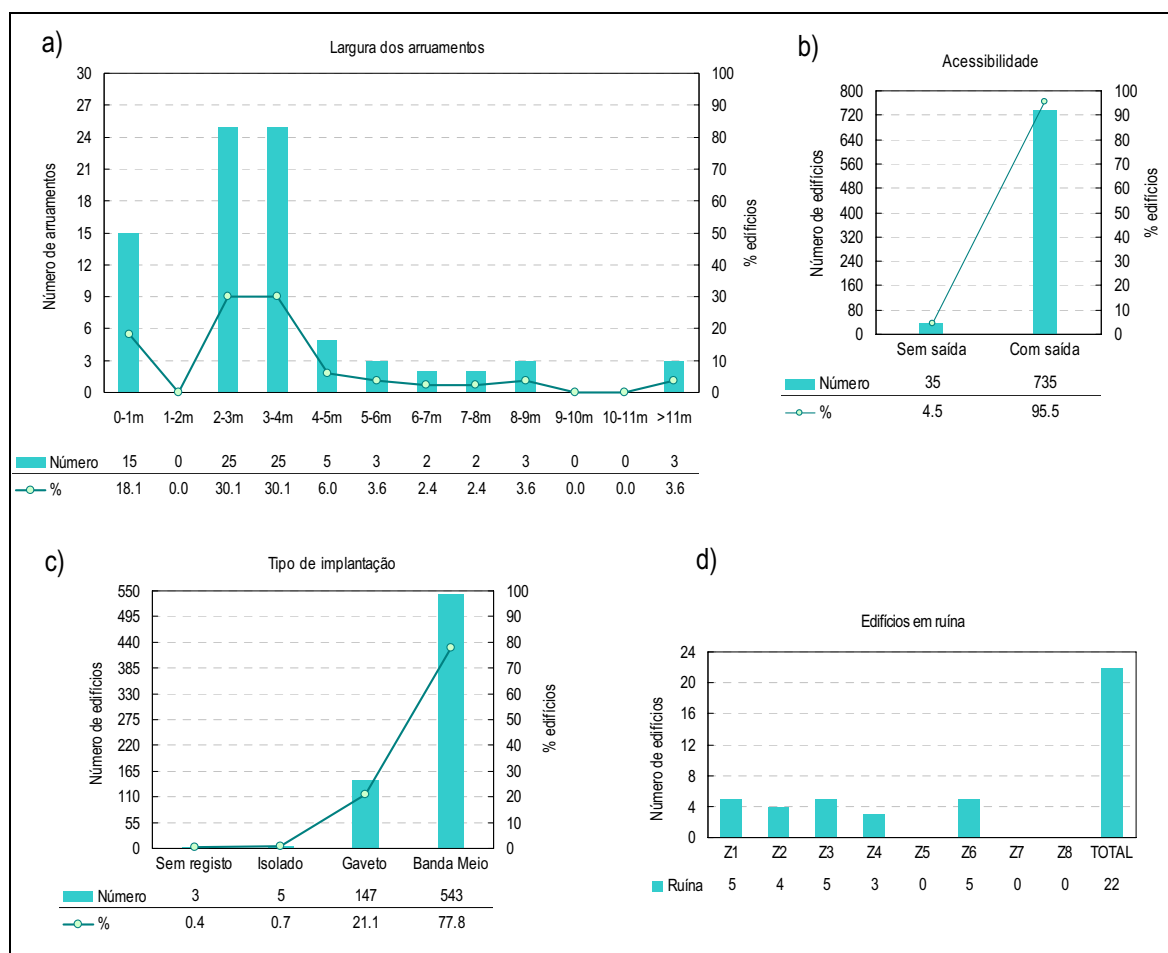 a)
Largura dos arruamentos
30
27
24
21
18
15
12
9
6
3
0
Número de arruamentos
100
90
80
70
60
50
40
30
20
10
0
% edifícios
0-1m 1-2m 2-3m 3-4m 4-5m 5-6m 6-7m 7-8m 8-9m 9-10m 10-11m >11m
Número 15 0 25 25 5 3 2 2 3 0 0 3
% 18.1 0.0 30.1 30.1 6.0 3.6 2.4 2.4 3.6 0.0 0.0 3.6
b)
Acessibilidade
800
720
640
560
480
400
320
240
160
80
0
Número de edifícios
100
90
80
70
60
50
40
30
20
10
0
% edifícios
Sem saída Com saída
Número 35 735
% 4.5 95.5
c)
Tipo de implantação
550
495
440
385
330
275
220
165
110
55
0
Número de edifícios
100
90
80
70
60
50
40
30
20
10
0
% edifícios
Sem registo Isolado Gaveto Banda Meio
Número 3 5 147 543
% 0.4 0.7 21.1 77.8
d)
Edifícios em ruína
24
20
16
12
8
4
0
Número de edifícios
Z1 Z2 Z3 Z4 Z5 Z6 Z7 Z8 TOTAL
Ruína 5 4 5 3 0 5 0 0 22